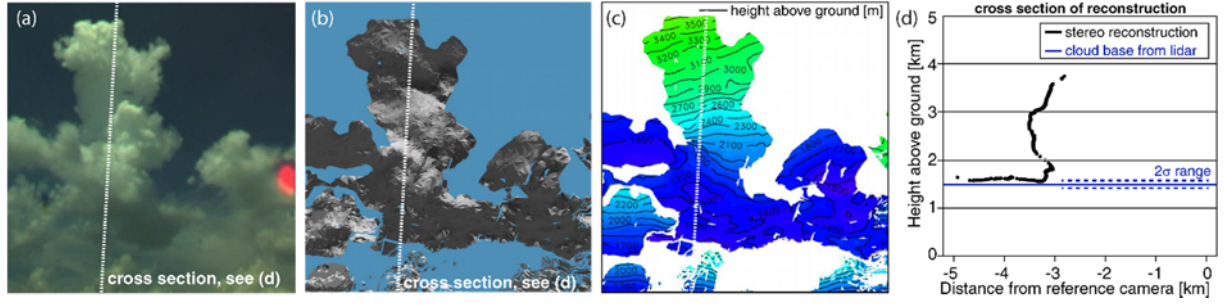 (a)
cross section, see (d)
(b)
cross section, see (d)
(c)
height above ground [m]
3500
3400
3300
3200
3100
3000
2900
2700
2600
2400
2300
2100
2200
2000
1700
(d)
cross section of reconstruction
stereo reconstruction
cloud base from lidar
2σ range
Height above ground [km]
5
4
3
2
1
0
-5 -4 -3 -2 -1 0
Distance from reference camera [km]